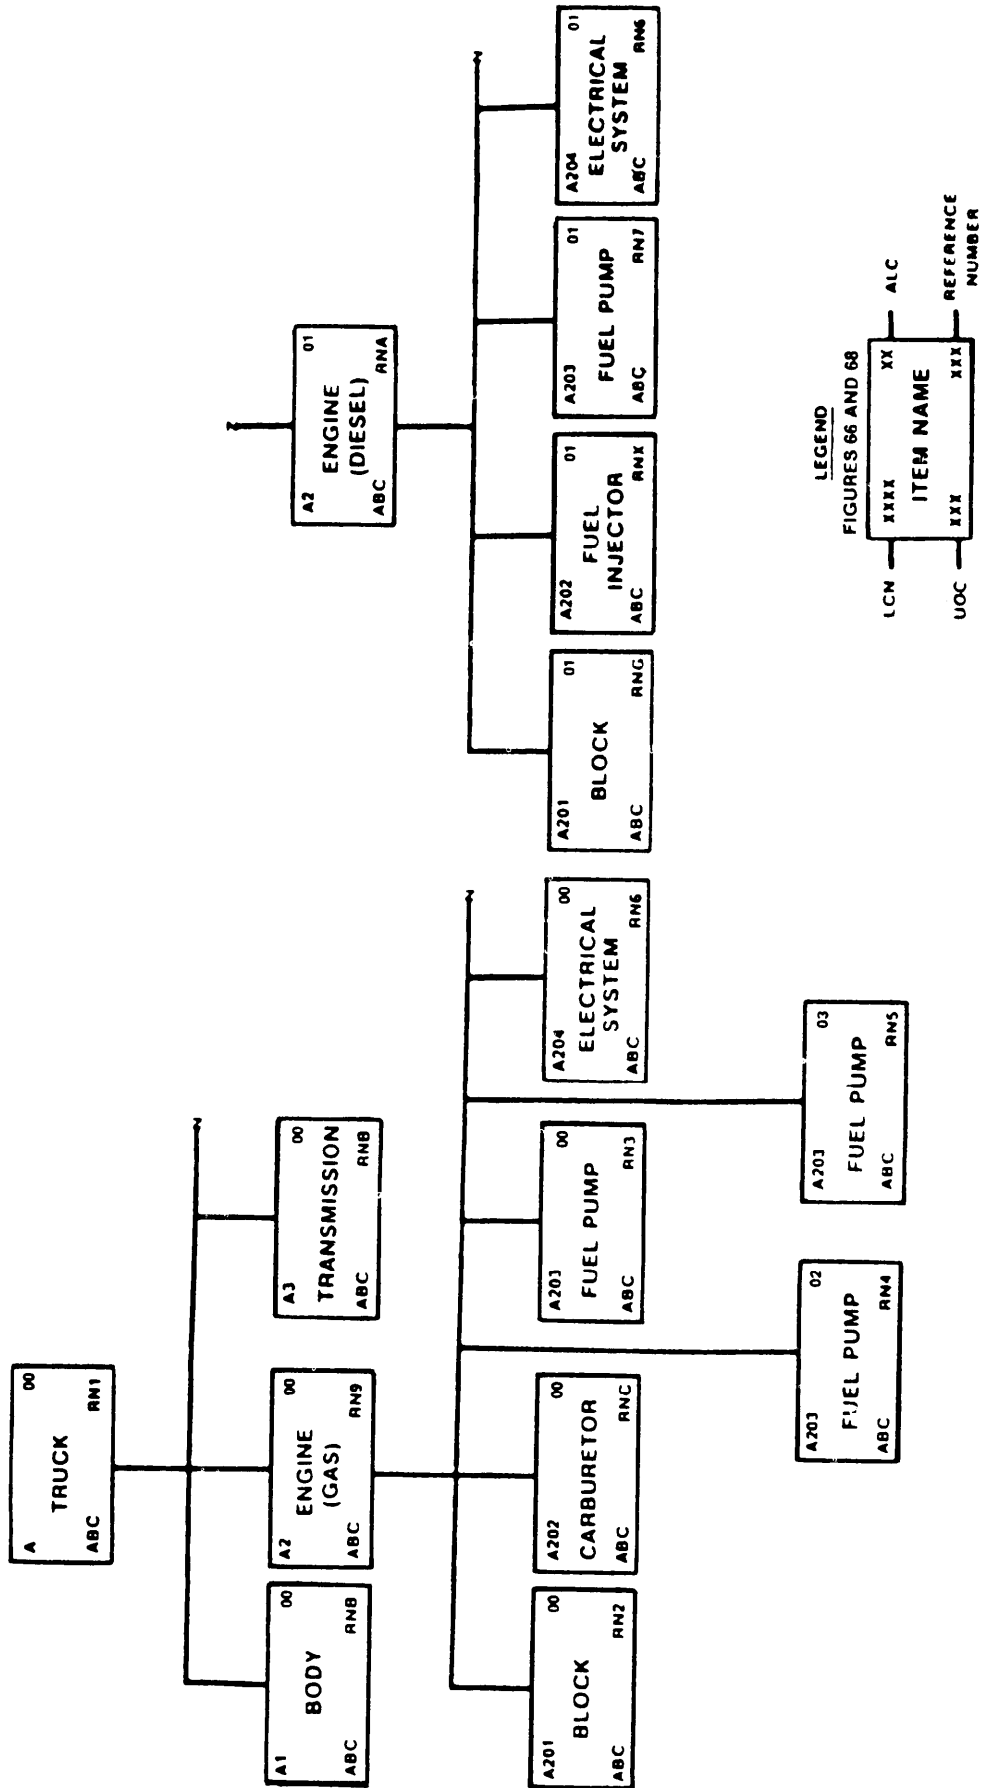 A 00
TRUCK
ABC RN1
A1 00
BODY
ABC RNB
A2 00
ENGINE
(GAS)
ABC RN9
A3 00
TRANSMISSION
ABC RN8
A201 00
BLOCK
ABC RN2
A202 00
CARBURETOR
ABC RNC
A203 00
FUEL PUMP
ABC RN3
A204 00
ELECTRICAL
SYSTEM
ABC RN6
A203 02
FUEL PUMP
ABC RN4
A203 03
FUEL PUMP
ABC RN5
A2 01
ENGINE
(DIESEL)
ABC RNA
A201 01
BLOCK
ABC RNG
A202 01
FUEL
INJECTOR
ABC RNX
A203 01
FUEL PUMP
ABC RN7
A204 01
ELECTRICAL
SYSTEM
ABC RN6
LEGEND
FIGURES 66 AND 68
LCN XXXX XX ALC
ITEM NAME
UOC XXX XXX REFERENCE
NUMBER